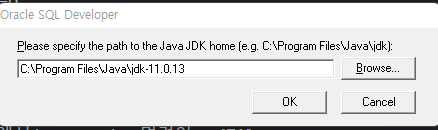 Oracle SQL Developer
Please specify the path to the Java JDK home (e.g. C:\Program Files\Java\jdk):
C:\Program Files\Java\jdk-11.0.13
Browse...
OK
Cancel